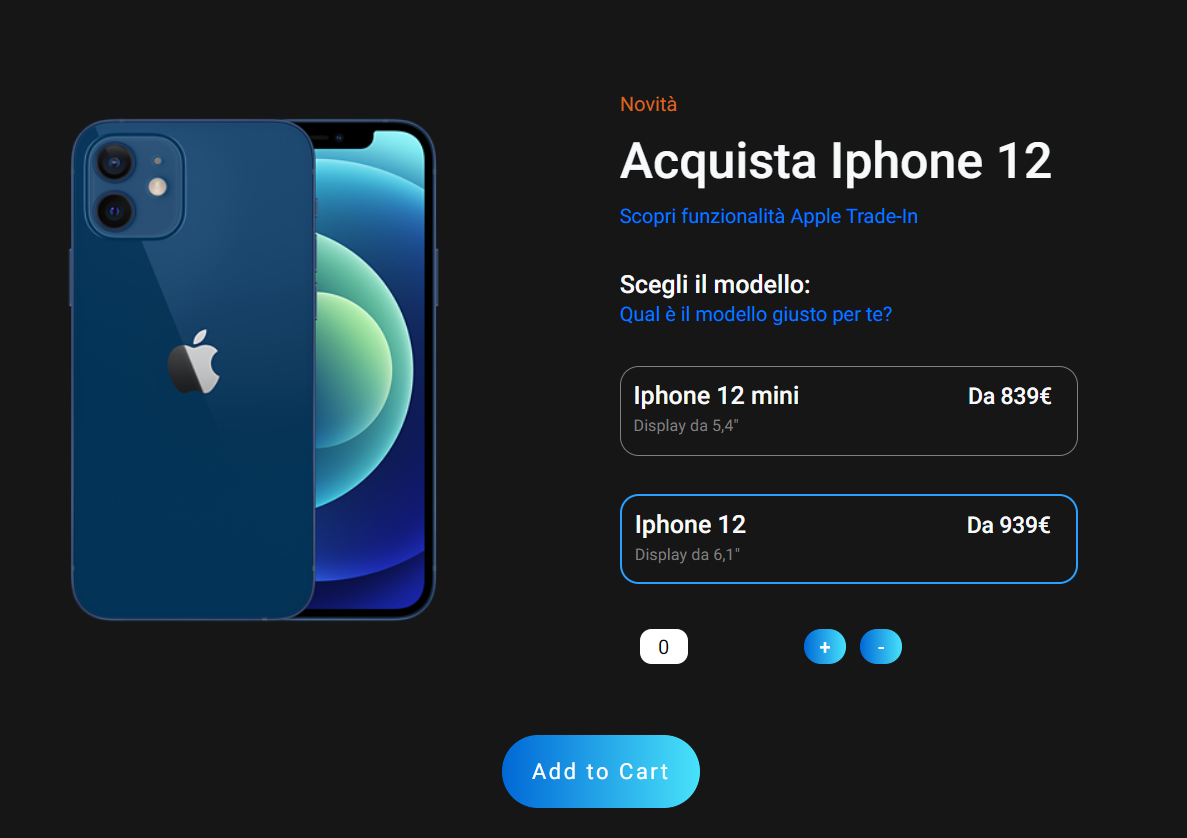 Novità
Acquista Iphone 12
Scopri funzionalità Apple Trade-In
Scegli il modello:
Qual è il modello giusto per te?
Iphone 12 mini Da 839€
Display da 5,4"
Iphone 12 Da 939€
Display da 6,1"
0 + -
Add to Cart